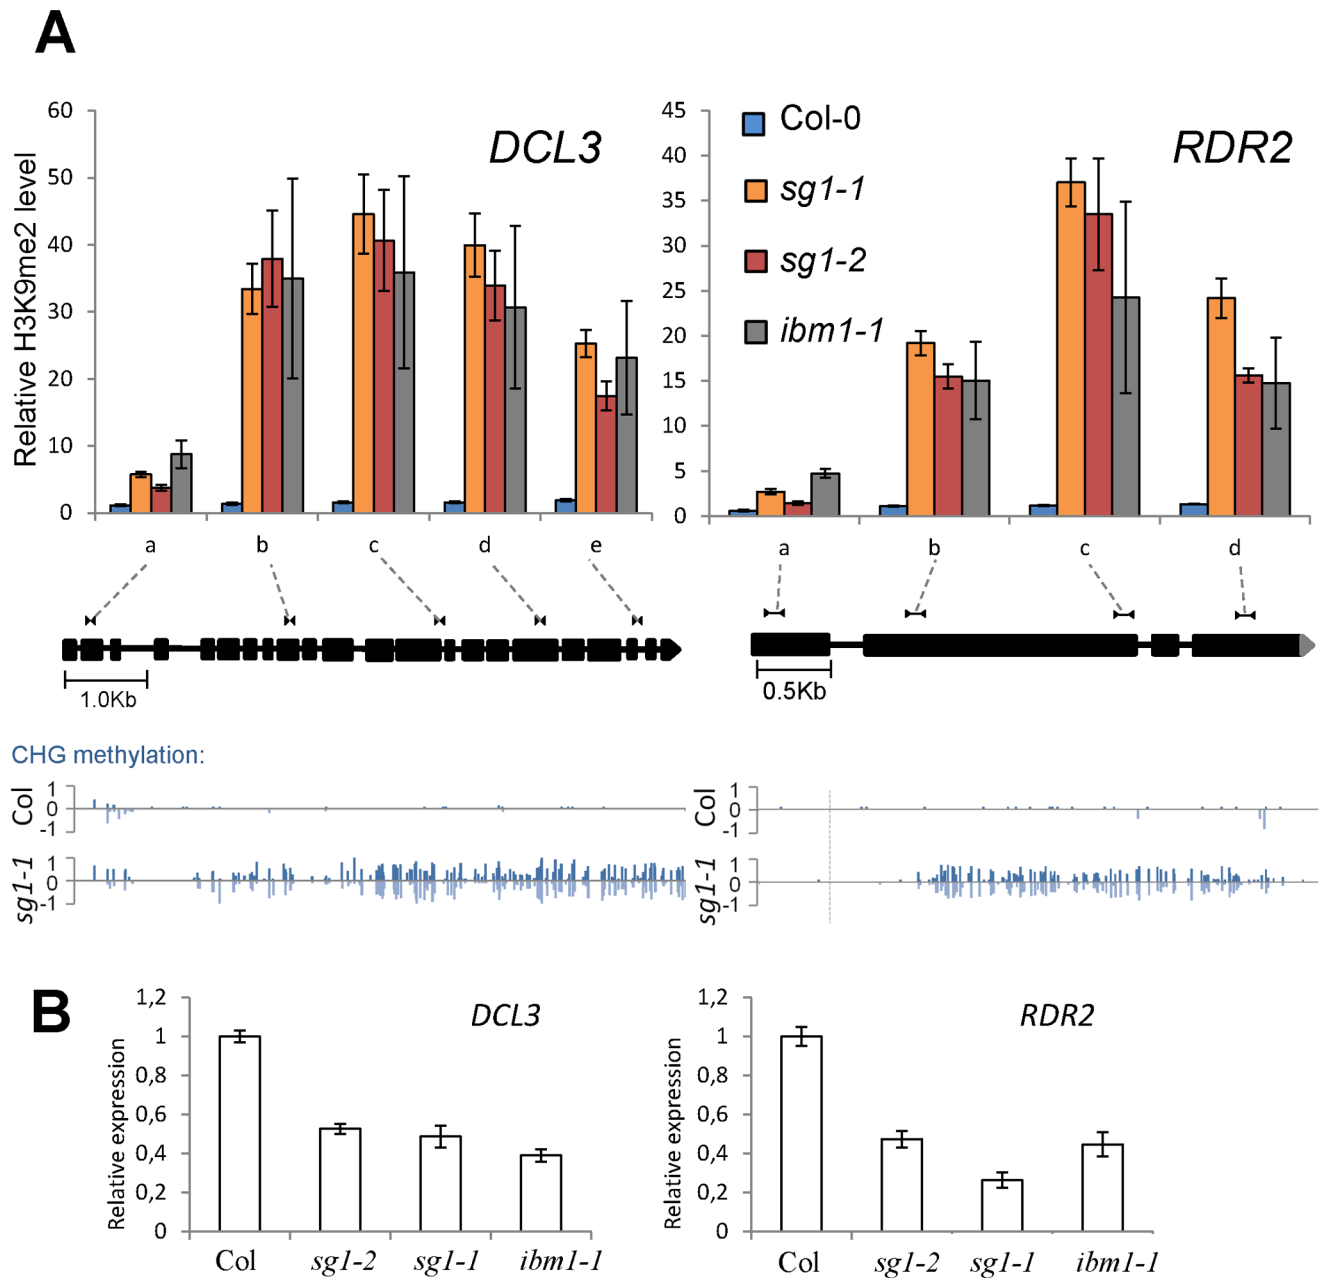 A
Relative H3K9me2 level
60
50
40
30
20
10
0
DCL3
a b c d e
1.0Kb
45
40
35
30
25
20
15
10
5
0
Col-0
sg1-1
sg1-2
ibm1-1
RDR2
a b c d
0.5Kb
CHG methylation:
Col
1
0
-1
sg1-1
1
0
-1
Col
1
0
-1
sg1-1
1
0
-1
B
Relative expression
1,2
1
0,8
0,6
0,4
0,2
0
DCL3
Col sg1-2 sg1-1 ibm1-1
Relative expression
1,2
1
0,8
0,6
0,4
0,2
0
RDR2
Col sg1-2 sg1-1 ibm1-1